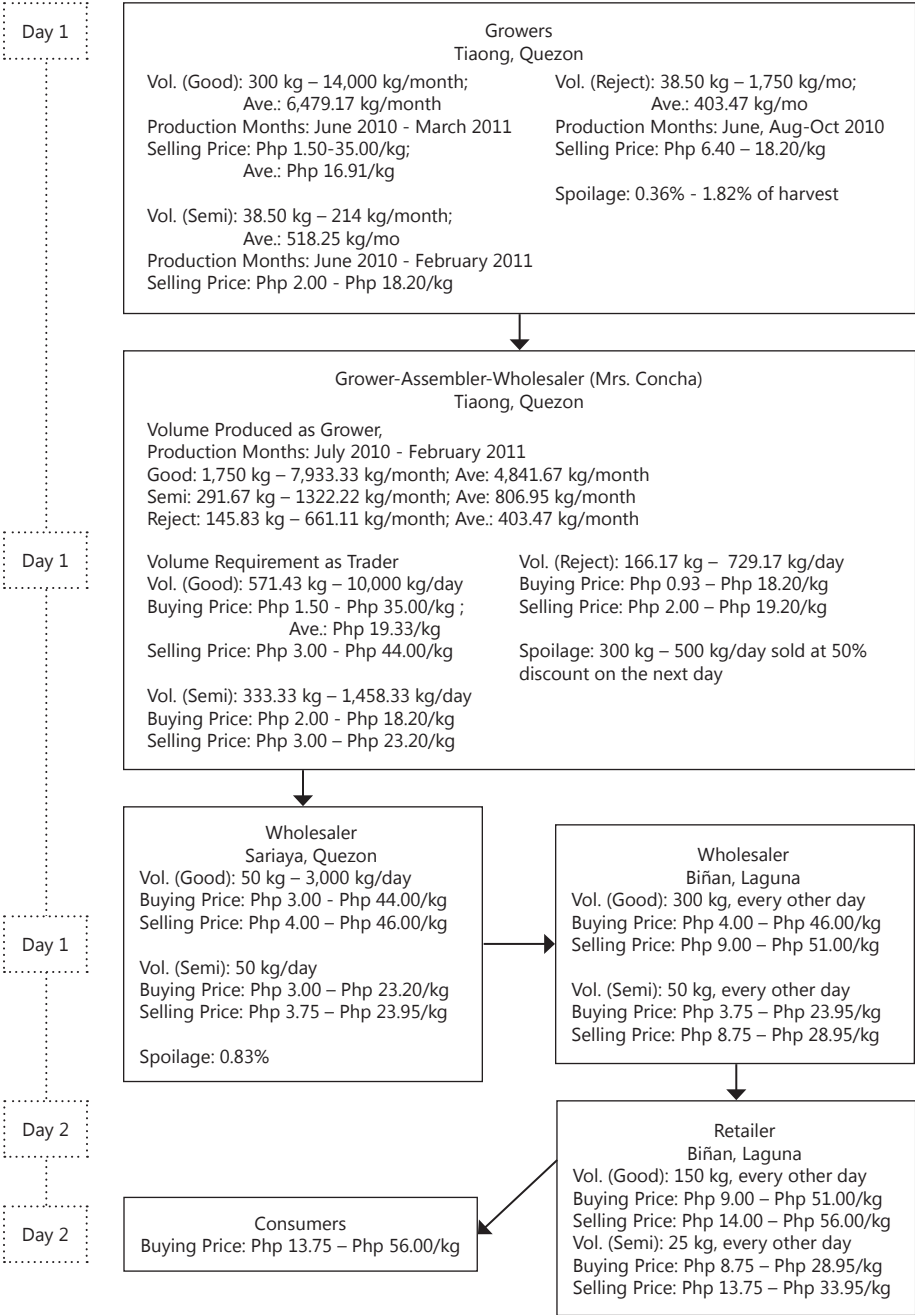 Day 1
Growers
Tiaong, Quezon
Vol. (Good): 300 kg – 14,000 kg/month;
Ave.: 6,479.17 kg/month
Production Months: June 2010 - March 2011
Selling Price: Php 1.50-35.00/kg;
Ave.: Php 16.91/kg
Vol. (Semi): 38.50 kg – 214 kg/month;
Ave.: 518.25 kg/mo
Production Months: June 2010 - February 2011
Selling Price: Php 2.00 - Php 18.20/kg
Vol. (Reject): 38.50 kg – 1,750 kg/mo;
Ave.: 403.47 kg/mo
Production Months: June, Aug-Oct 2010
Selling Price: Php 6.40 – 18.20/kg
Spoilage: 0.36% - 1.82% of harvest
Day 1
Grower-Assembler-Wholesaler (Mrs. Concha)
Tiaong, Quezon
Volume Produced as Grower,
Production Months: July 2010 - February 2011
Good: 1,750 kg – 7,933.33 kg/month; Ave: 4,841.67 kg/month
Semi: 291.67 kg – 1322.22 kg/month; Ave: 806.95 kg/month
Reject: 145.83 kg – 661.11 kg/month; Ave.: 403.47 kg/month
Volume Requirement as Trader
Vol. (Good): 571.43 kg – 10,000 kg/day
Buying Price: Php 1.50 - Php 35.00/kg ;
Ave.: Php 19.33/kg
Selling Price: Php 3.00 - Php 44.00/kg
Vol. (Semi): 333.33 kg – 1,458.33 kg/day
Buying Price: Php 2.00 - Php 18.20/kg
Selling Price: Php 3.00 – Php 23.20/kg
Vol. (Reject): 166.17 kg – 729.17 kg/day
Buying Price: Php 0.93 – Php 18.20/kg
Selling Price: Php 2.00 – Php 19.20/kg
Spoilage: 300 kg – 500 kg/day sold at 50%
discount on the next day
Day 1
Wholesaler
Sariaya, Quezon
Vol. (Good): 50 kg – 3,000 kg/day
Buying Price: Php 3.00 - Php 44.00/kg
Selling Price: Php 4.00 – Php 46.00/kg
Vol. (Semi): 50 kg/day
Buying Price: Php 3.00 – Php 23.20/kg
Selling Price: Php 3.75 – Php 23.95/kg
Spoilage: 0.83%
Wholesaler
Biñan, Laguna
Vol. (Good): 300 kg, every other day
Buying Price: Php 4.00 – Php 46.00/kg
Selling Price: Php 9.00 – Php 51.00/kg
Vol. (Semi): 50 kg, every other day
Buying Price: Php 3.75 – Php 23.95/kg
Selling Price: Php 8.75 – Php 28.95/kg
Day 2
Retailer
Biñan, Laguna
Vol. (Good): 150 kg, every other day
Buying Price: Php 9.00 – Php 51.00/kg
Selling Price: Php 14.00 – Php 56.00/kg
Vol. (Semi): 25 kg, every other day
Buying Price: Php 8.75 – Php 28.95/kg
Selling Price: Php 13.75 – Php 33.95/kg
Day 2
Consumers
Buying Price: Php 13.75 – Php 56.00/kg